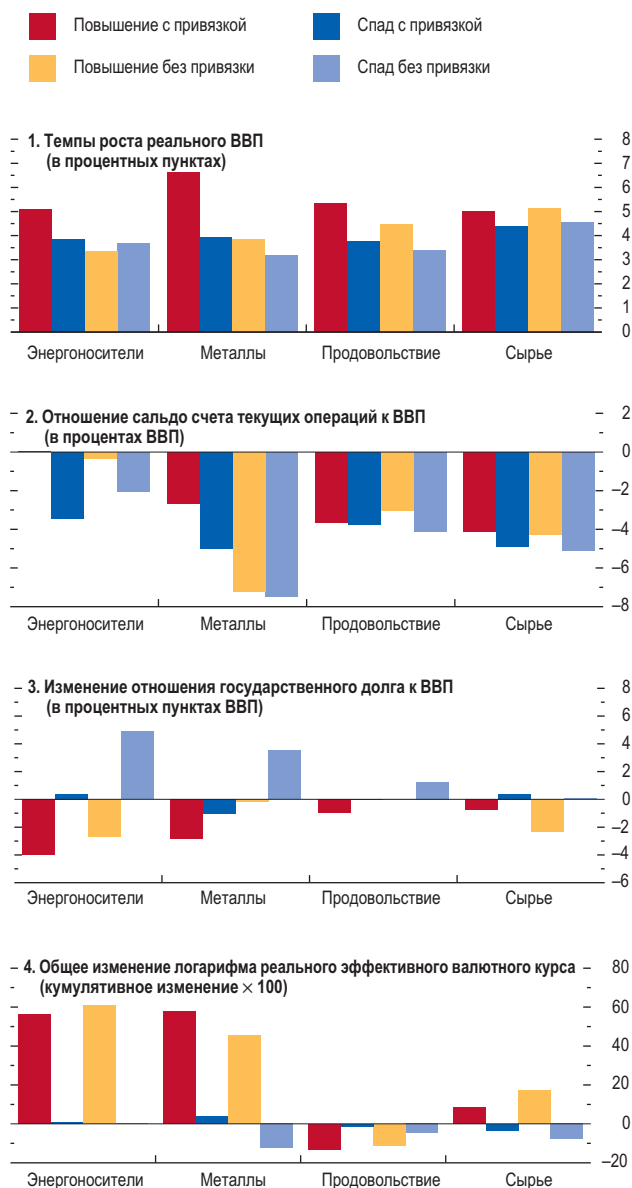 Повышение с привязкой
Спад с привязкой
Повышение без привязки
Спад без привязки
1. Темпы роста реального ВВП
(в процентных пунктах)
8
7
6
5
4
3
2
1
0
Энергоносители Металлы Продовольствие Сырье
2. Отношение сальдо счета текущих операций к ВВП
(в процентах ВВП)
2
0
–2
–4
–6
–8
Энергоносители Металлы Продовольствие Сырье
3. Изменение отношения государственного долга к ВВП
(в процентных пунктах ВВП)
8
6
4
2
0
–2
–4
–6
Энергоносители Металлы Продовольствие Сырье
4. Общее изменение логарифма реального эффективного валютного курса
(кумулятивное изменение × 100)
80
60
40
20
0
–20
Энергоносители Металлы Продовольствие Сырье